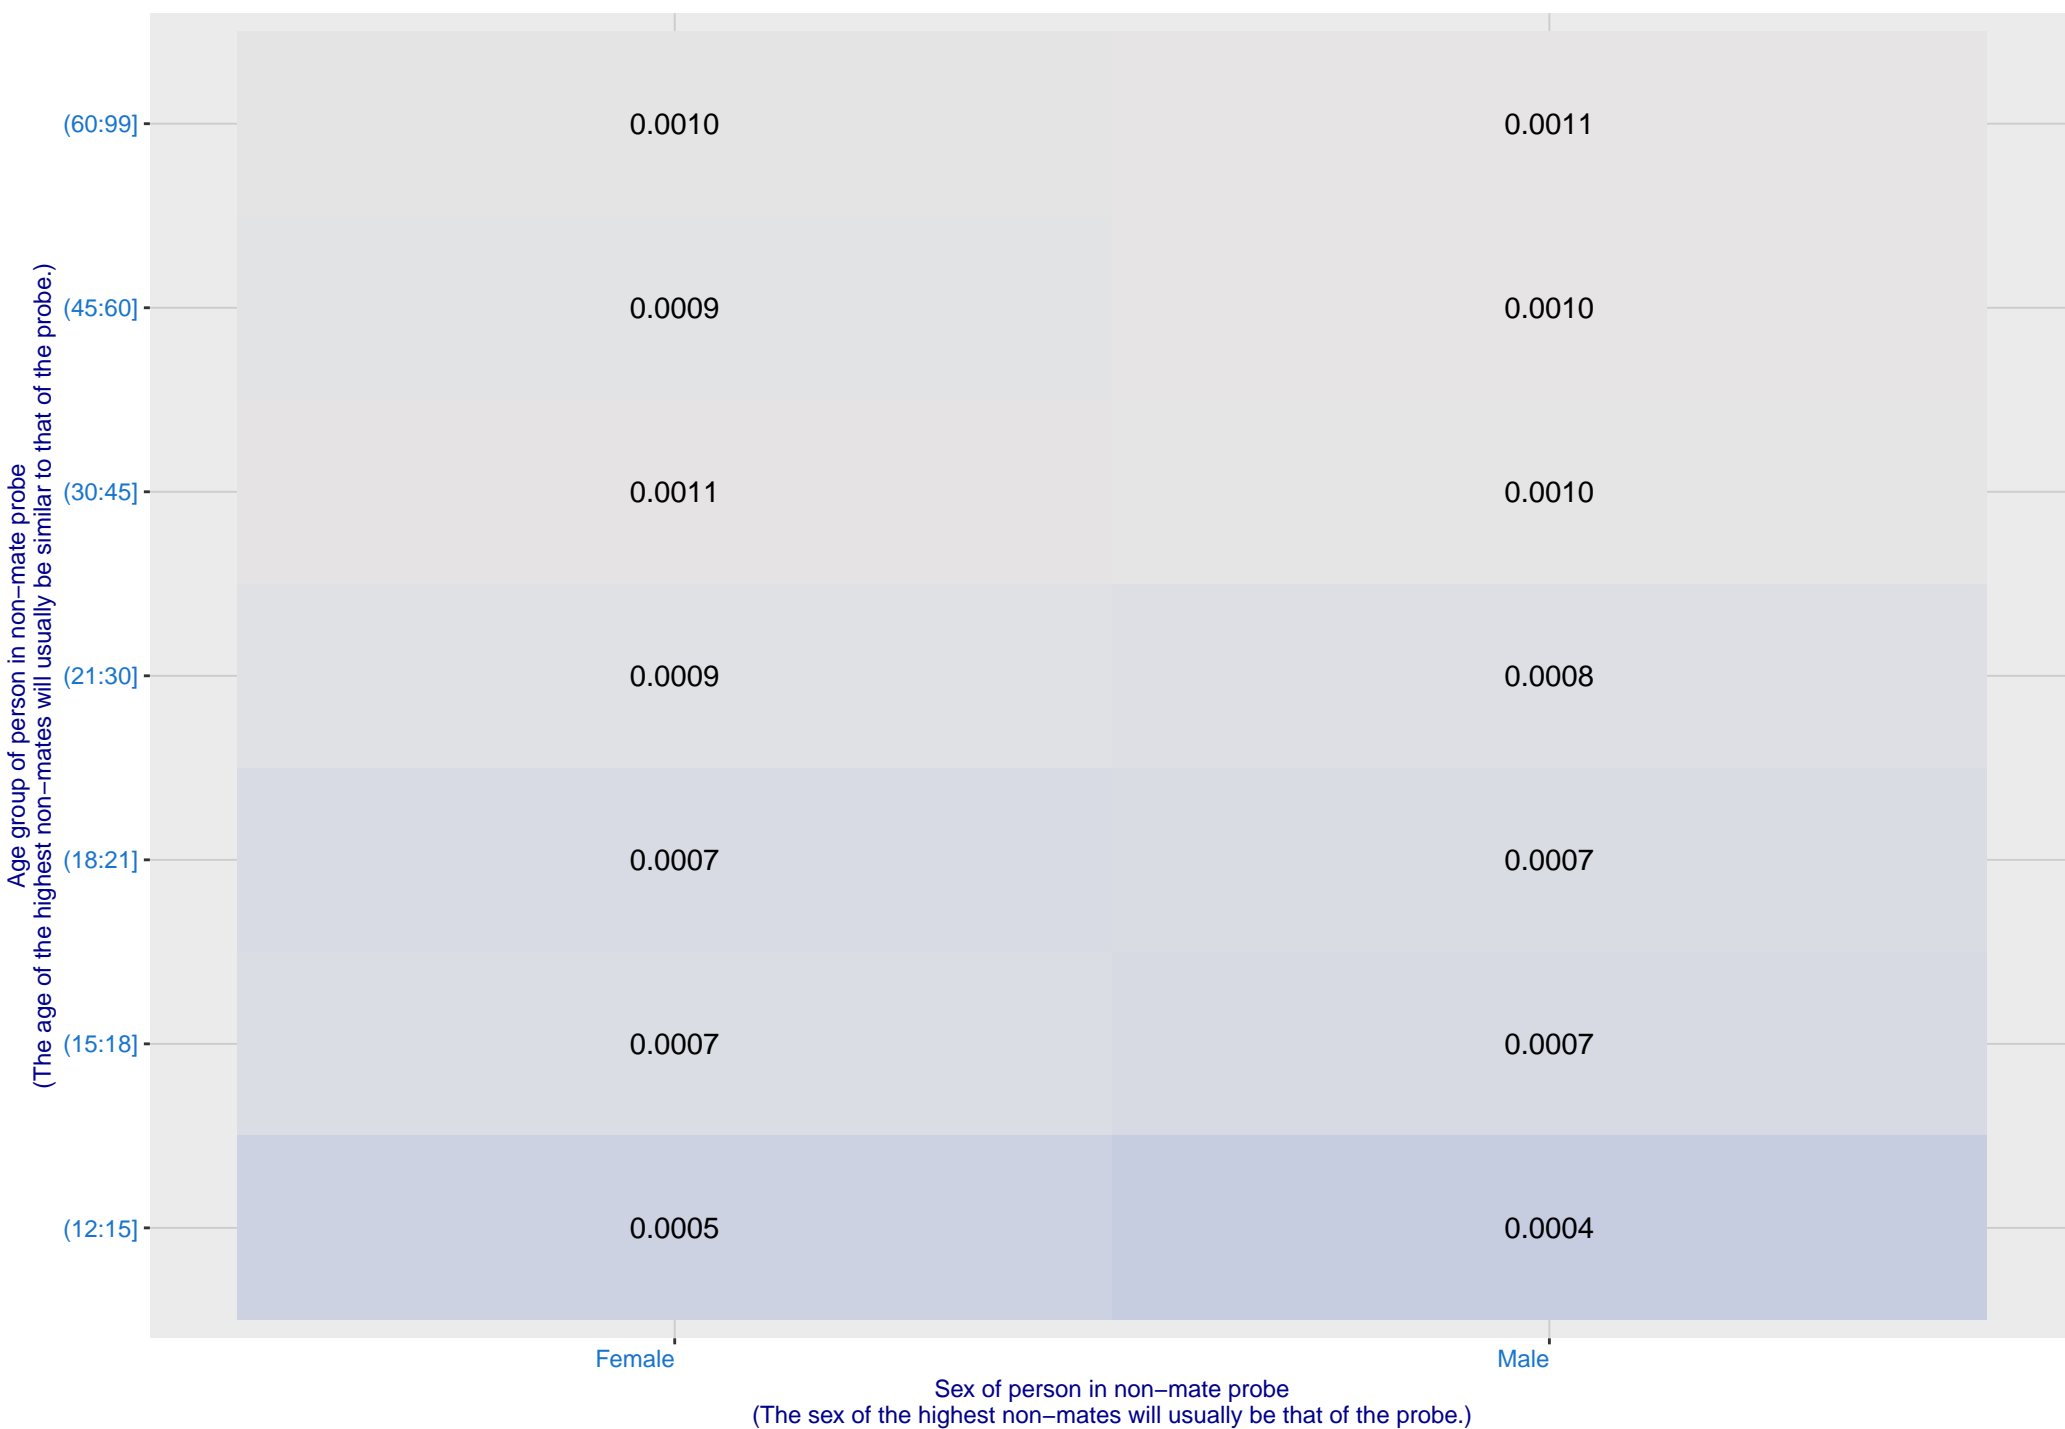 Age group of person in non−mate probe
(The age of the highest non−mates will usually be similar to that of the probe.)
(60:99] 0.0010 0.0011
(45:60] 0.0009 0.0010
(30:45] 0.0011 0.0010
(21:30] 0.0009 0.0008
(18:21] 0.0007 0.0007
(15:18] 0.0007 0.0007
(12:15] 0.0005 0.0004
Female Male
Sex of person in non−mate probe
(The sex of the highest non−mates will usually be that of the probe.)